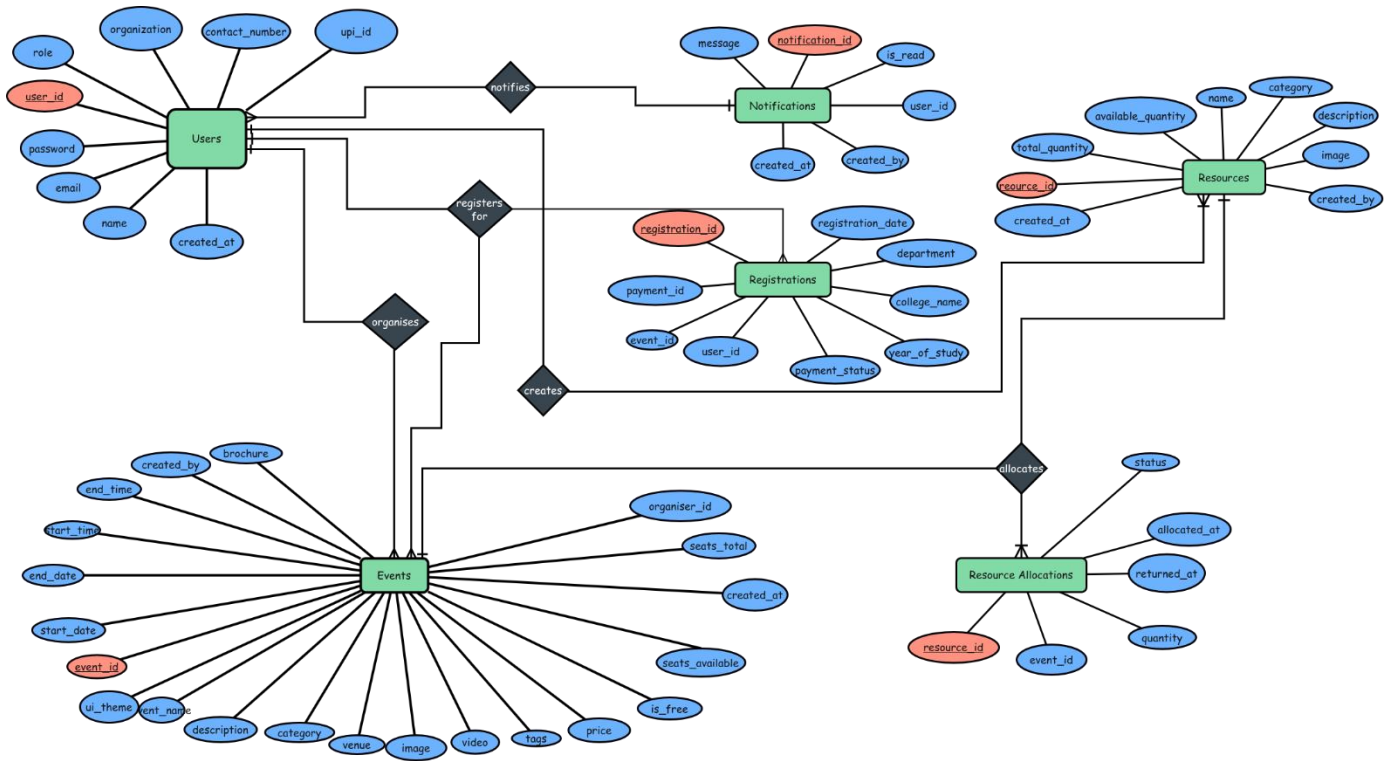 organization
contact_number
upi_id
role
user_id
Users
password
email
name
created_at
notifies
message
notification_id
is_read
Notifications
user_id
created_at
created_by
name
category
available_quantity
description
total_quantity
image
Resources
resource_id
created_by
created_at
registers
for
registration_id
registration_date
department
Registrations
payment_id
college_name
event_id
user_id
year_of_study
payment_status
organises
creates
brochure
created_by
end_time
start_time
end_date
start_date
event_id
ui_theme
event_name
description
category
venue
image
video
tags
price
is_free
seats_available
created_at
seats_total
organiser_id
Events
allocates
status
allocated_at
Resource Allocations
returned_at
quantity
resource_id
event_id